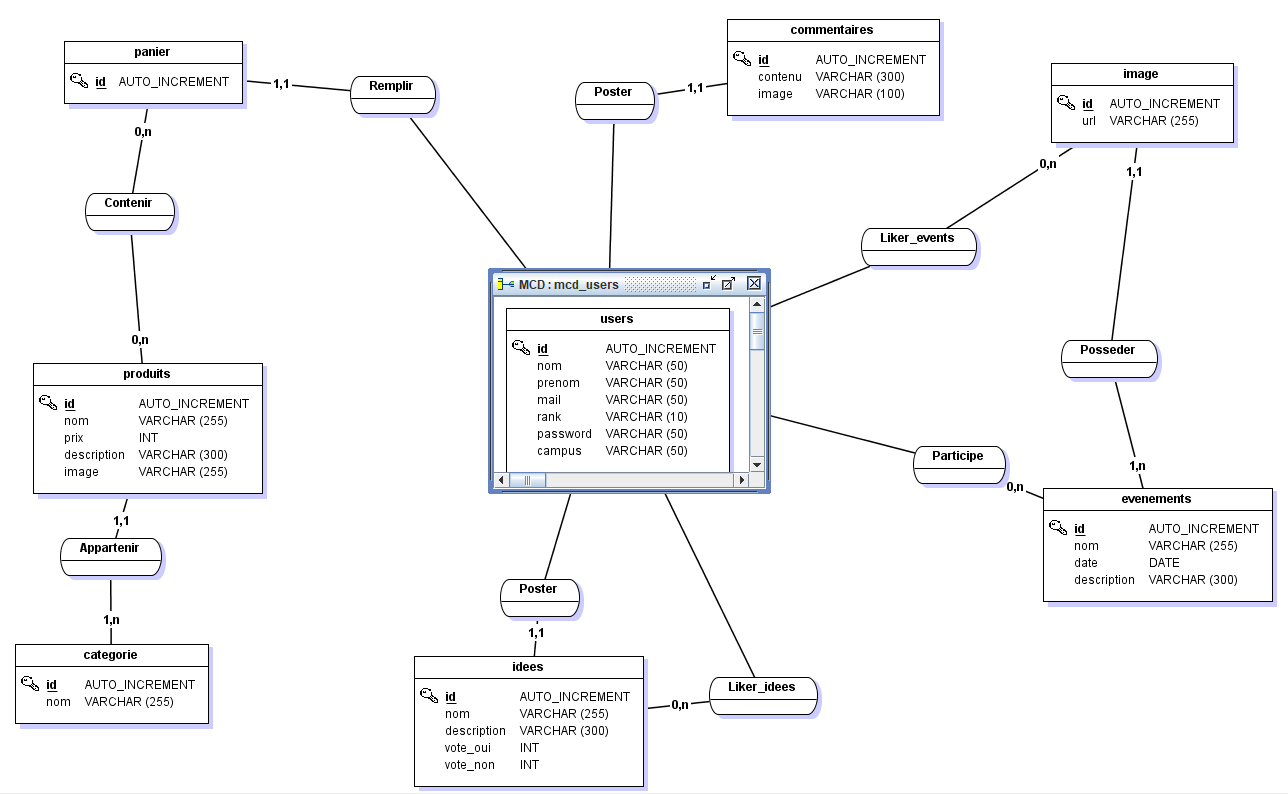 panier
id AUTO_INCREMENT
1,1
Remplir
0,n
Contenir
0,n
produits
id AUTO_INCREMENT
nom VARCHAR (255)
prix INT
description VARCHAR (300)
image VARCHAR (255)
1,1
Appartenir
1,n
categorie
id AUTO_INCREMENT
nom VARCHAR (255)
Poster
1,1
commentaires
id AUTO_INCREMENT
contenu VARCHAR (300)
image VARCHAR (100)
MCD : mcd_users
users
id AUTO_INCREMENT
nom VARCHAR (50)
prenom VARCHAR (50)
mail VARCHAR (50)
rank VARCHAR (10)
password VARCHAR (50)
campus VARCHAR (50)
Poster
1,1
idees
id AUTO_INCREMENT
nom VARCHAR (255)
description VARCHAR (300)
vote_oui INT
vote_non INT
0,n
Liker_idees
image
id AUTO_INCREMENT
url VARCHAR (255)
0,n
1,1
Liker_events
Posseder
1,n
Participe
0,n
evenements
id AUTO_INCREMENT
nom VARCHAR (255)
date DATE
description VARCHAR (300)